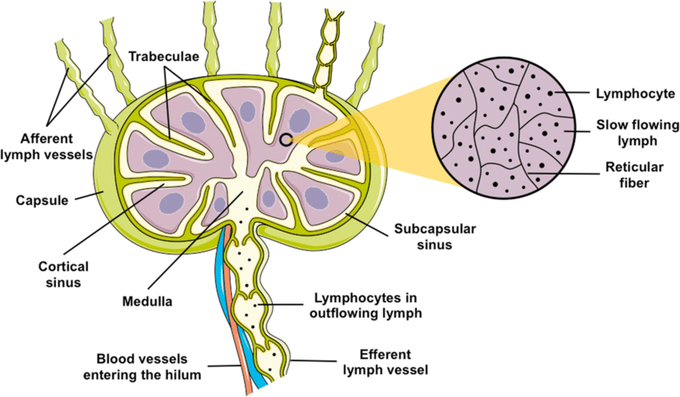 Trabeculae
Afferent
lymph vessels
Capsule
Cortical
sinus
Medulla
Blood vessels
entering the hilum
Lymphocyte
Slow flowing
lymph
Reticular
fiber
Subcapsular
sinus
Lymphocytes in
outflowing lymph
Efferent
lymph vessel